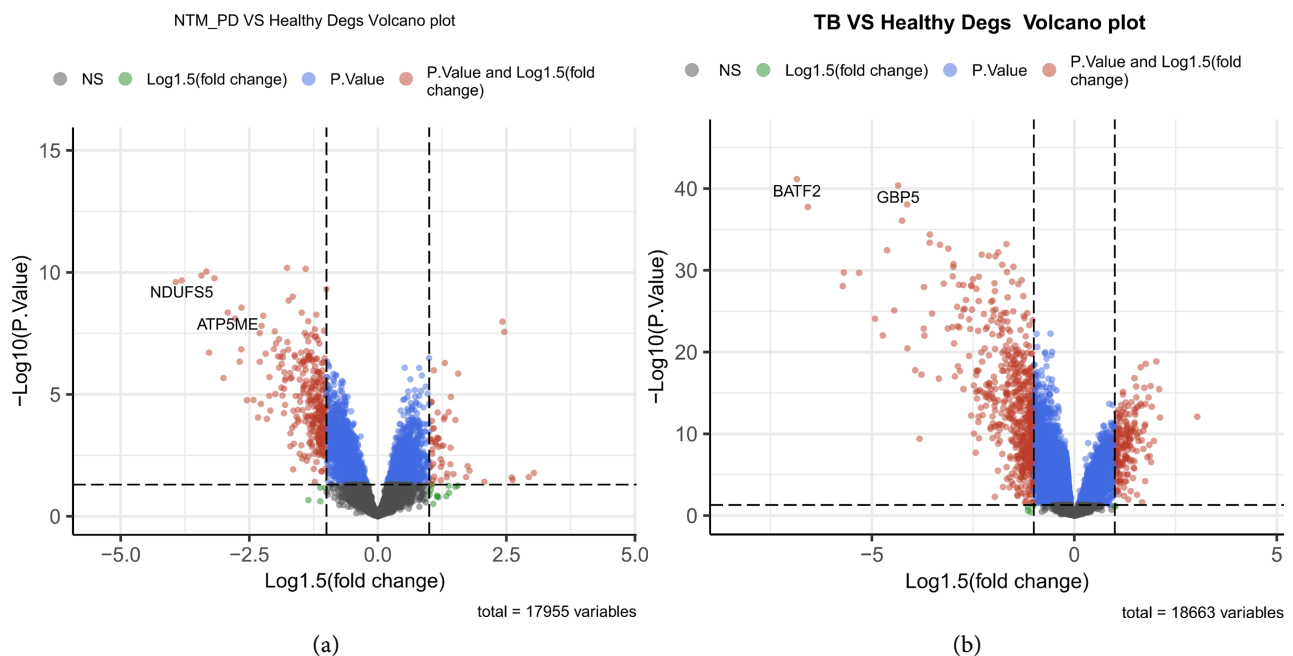 NTM_PD VS Healthy Degs Volcano plot
NS
Log1.5(fold change)
P.Value
P.Value and Log1.5(fold
change)
15
10
5
0
−Log10(P.Value)
NDUFS5
ATP5ME
−5.0
−2.5
0.0
2.5
5.0
Log1.5(fold change)
total = 17955 variables
(a)
TB VS Healthy Degs  Volcano plot
NS
Log1.5(fold change)
P.Value
P.Value and Log1.5(fold
change)
40
30
20
10
0
−Log10(P.Value)
BATF2
GBP5
−5
0
5
Log1.5(fold change)
total = 18663 variables
(b)